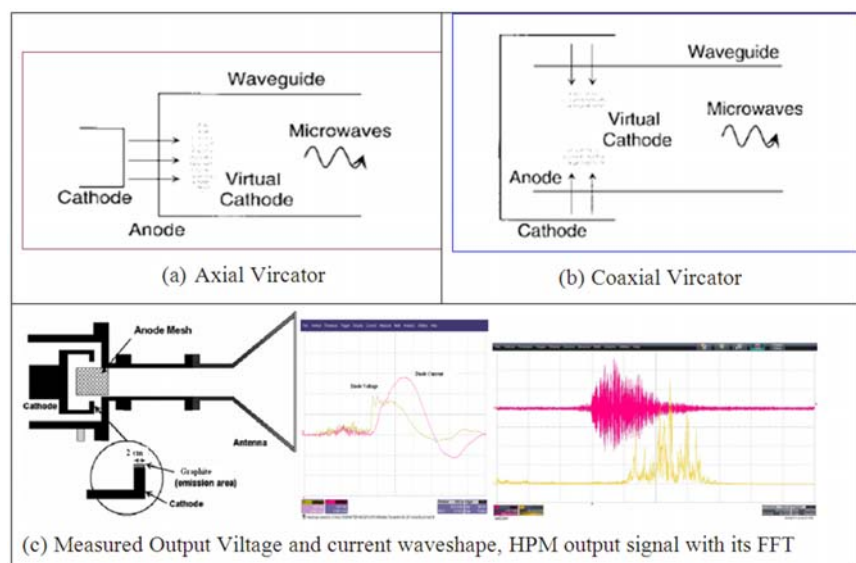 Waveguide
Microwaves
Virtual
Cathode
Cathode
Anode
(a) Axial Vircator
Waveguide
Virtual
Cathode
Microwaves
Anode
Cathode
(b) Coaxial Vircator
Anode Mesh
Cathode
Antenna
2 cm
Graphite
(emission area)
Cathode
Diode Voltage
Diode Current
(c) Measured Output Viltage and current waveshape, HPM output signal with its FFT